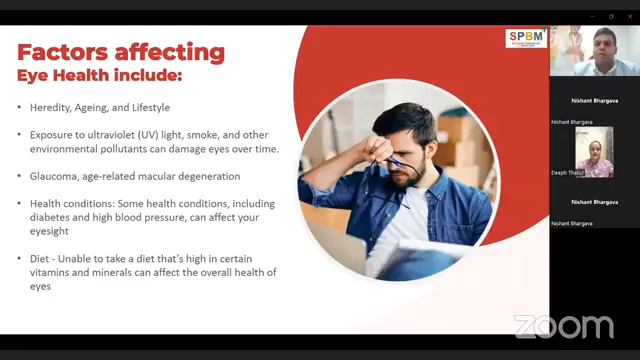 Factors affecting
Eye Health include:
• Heredity, Ageing, and Lifestyle
• Exposure to ultraviolet (UV) light, smoke, and other
environmental pollutants can damage eyes over time.
• Glaucoma, age-related macular degeneration
• Health conditions: Some health conditions, including
diabetes and high blood pressure, can affect your
eyesight
• Diet - Unable to take a diet that's high in certain
vitamins and minerals can affect the overall health of
eyes
SPBM
Nishant Bhargava
Nishant Bhargava
Deepti Thakur
Nishant Bhargava
Nishant Bhargava
zoom